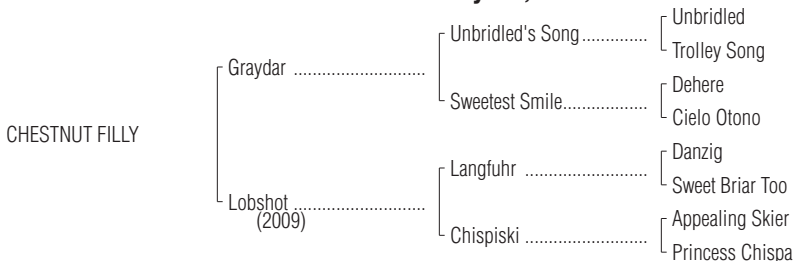 Unbridled
Unbridled's Song ..............
Trolley Song
Graydar ............................
Dehere
Sweetest Smile...................
Cielo Otono
CHESTNUT FILLY
Danzig
Langfuhr ..........................
Sweet Briar Too
Lobshot ............................
(2009)
Appealing Skier
Chispiski ..........................
Princess Chispa